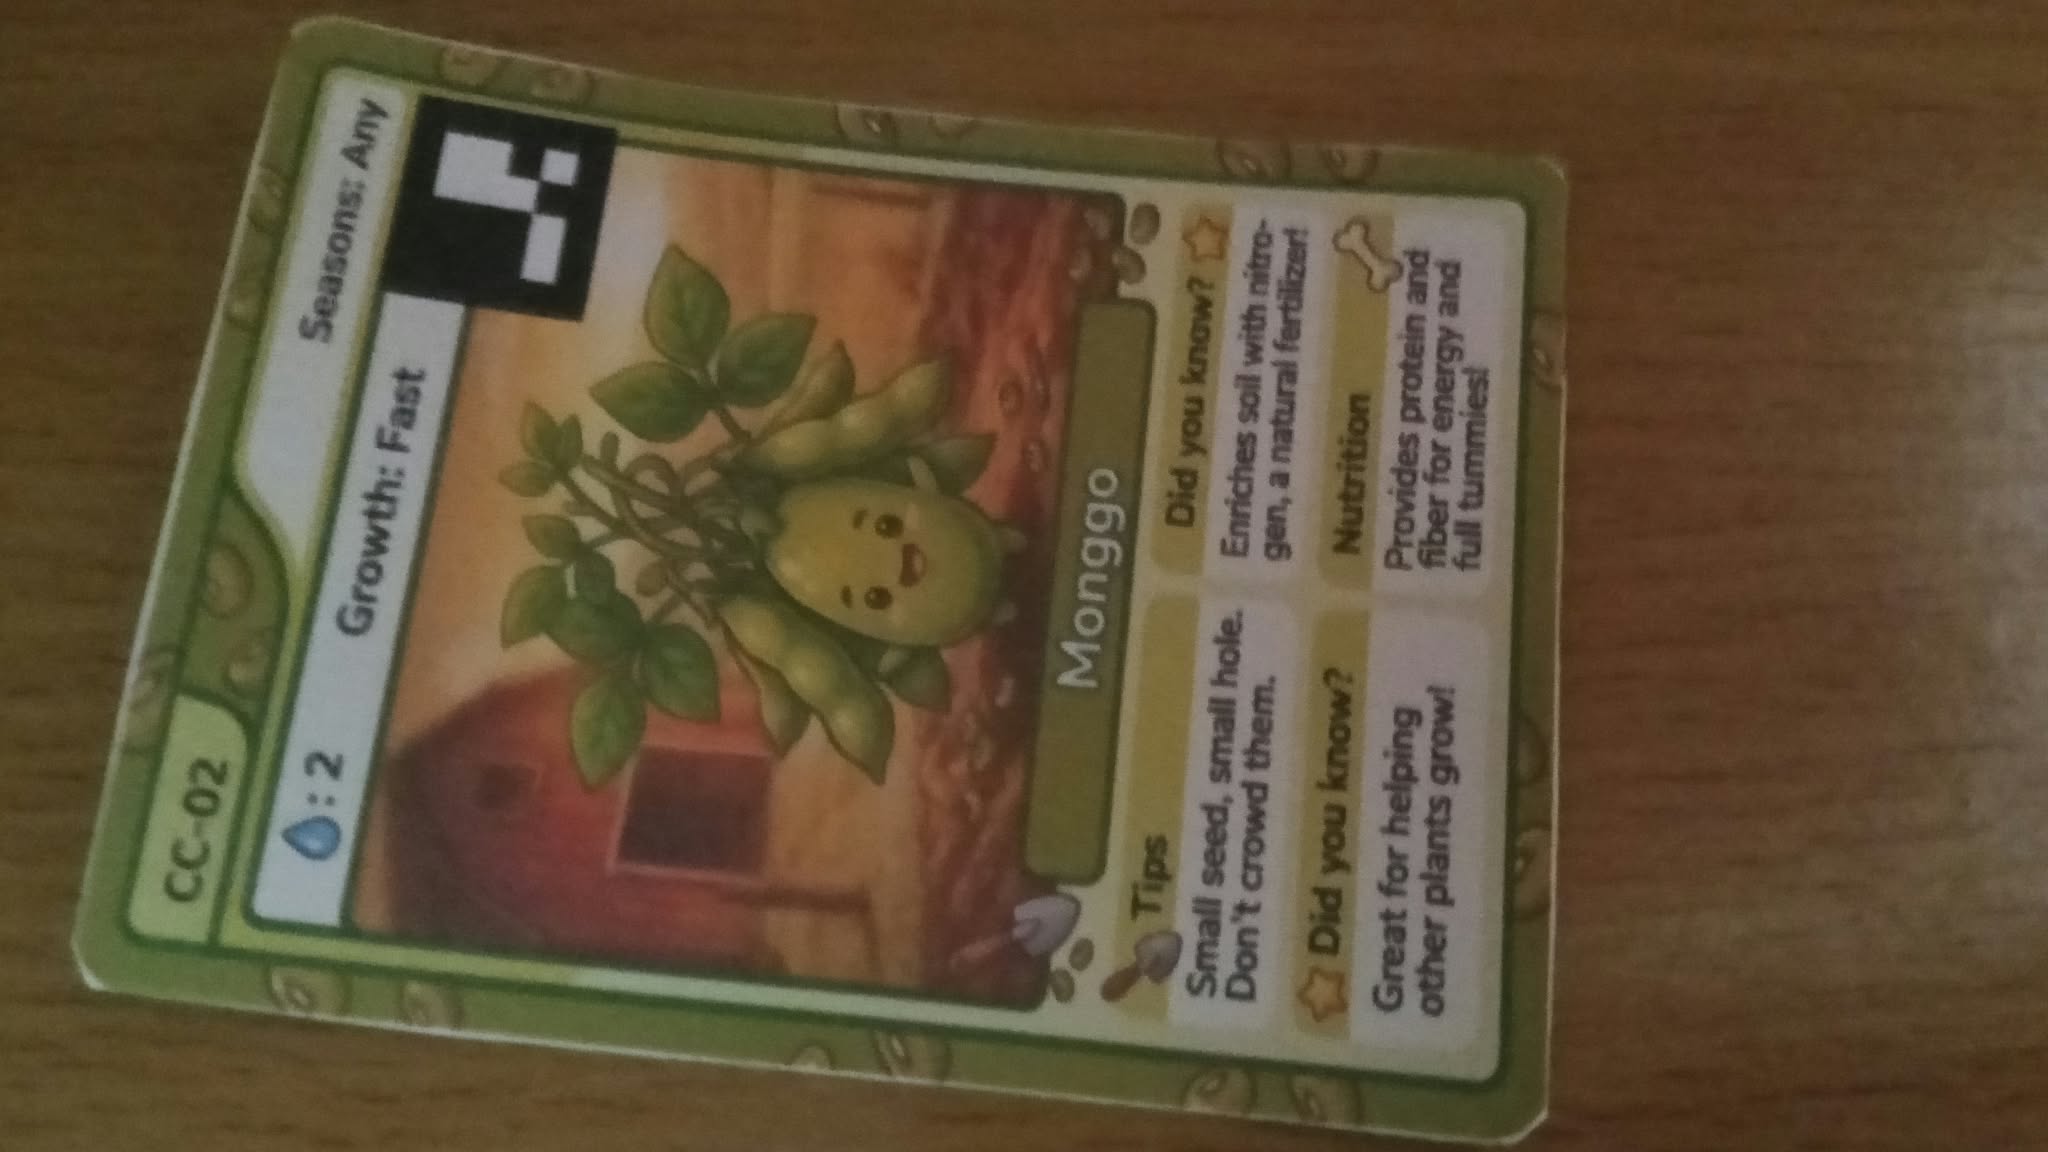 CC-02
Seasons: Any
: 2
Growth: Fast
Monggo
Tips
Small seed, small hole.
Don't crowd them.
Did you know?
Enriches soil with nitro-
gen, a natural fertilizer!
Did you know?
Great for helping
other plants grow!
Nutrition
Provides protein and
fiber for energy and
full tummies!